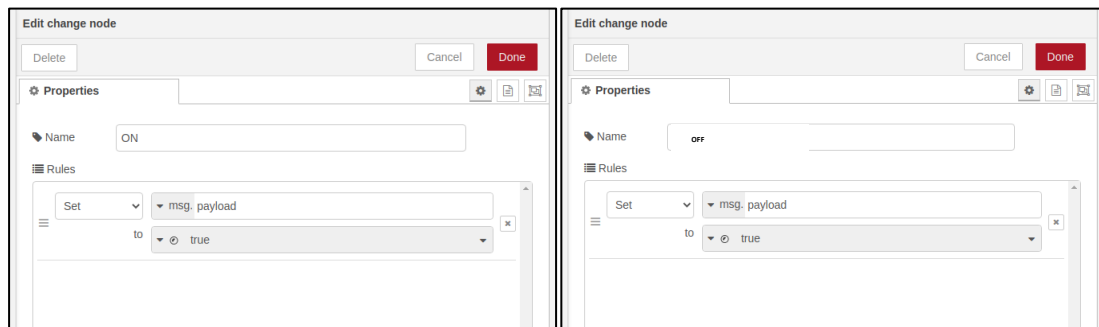 Edit change node
Delete
Cancel
Done
Properties
Name
ON
Rules
Set
msg. payload
to
true
Edit change node
Delete
Cancel
Done
Properties
Name
OFF
Rules
Set
msg. payload
to
true